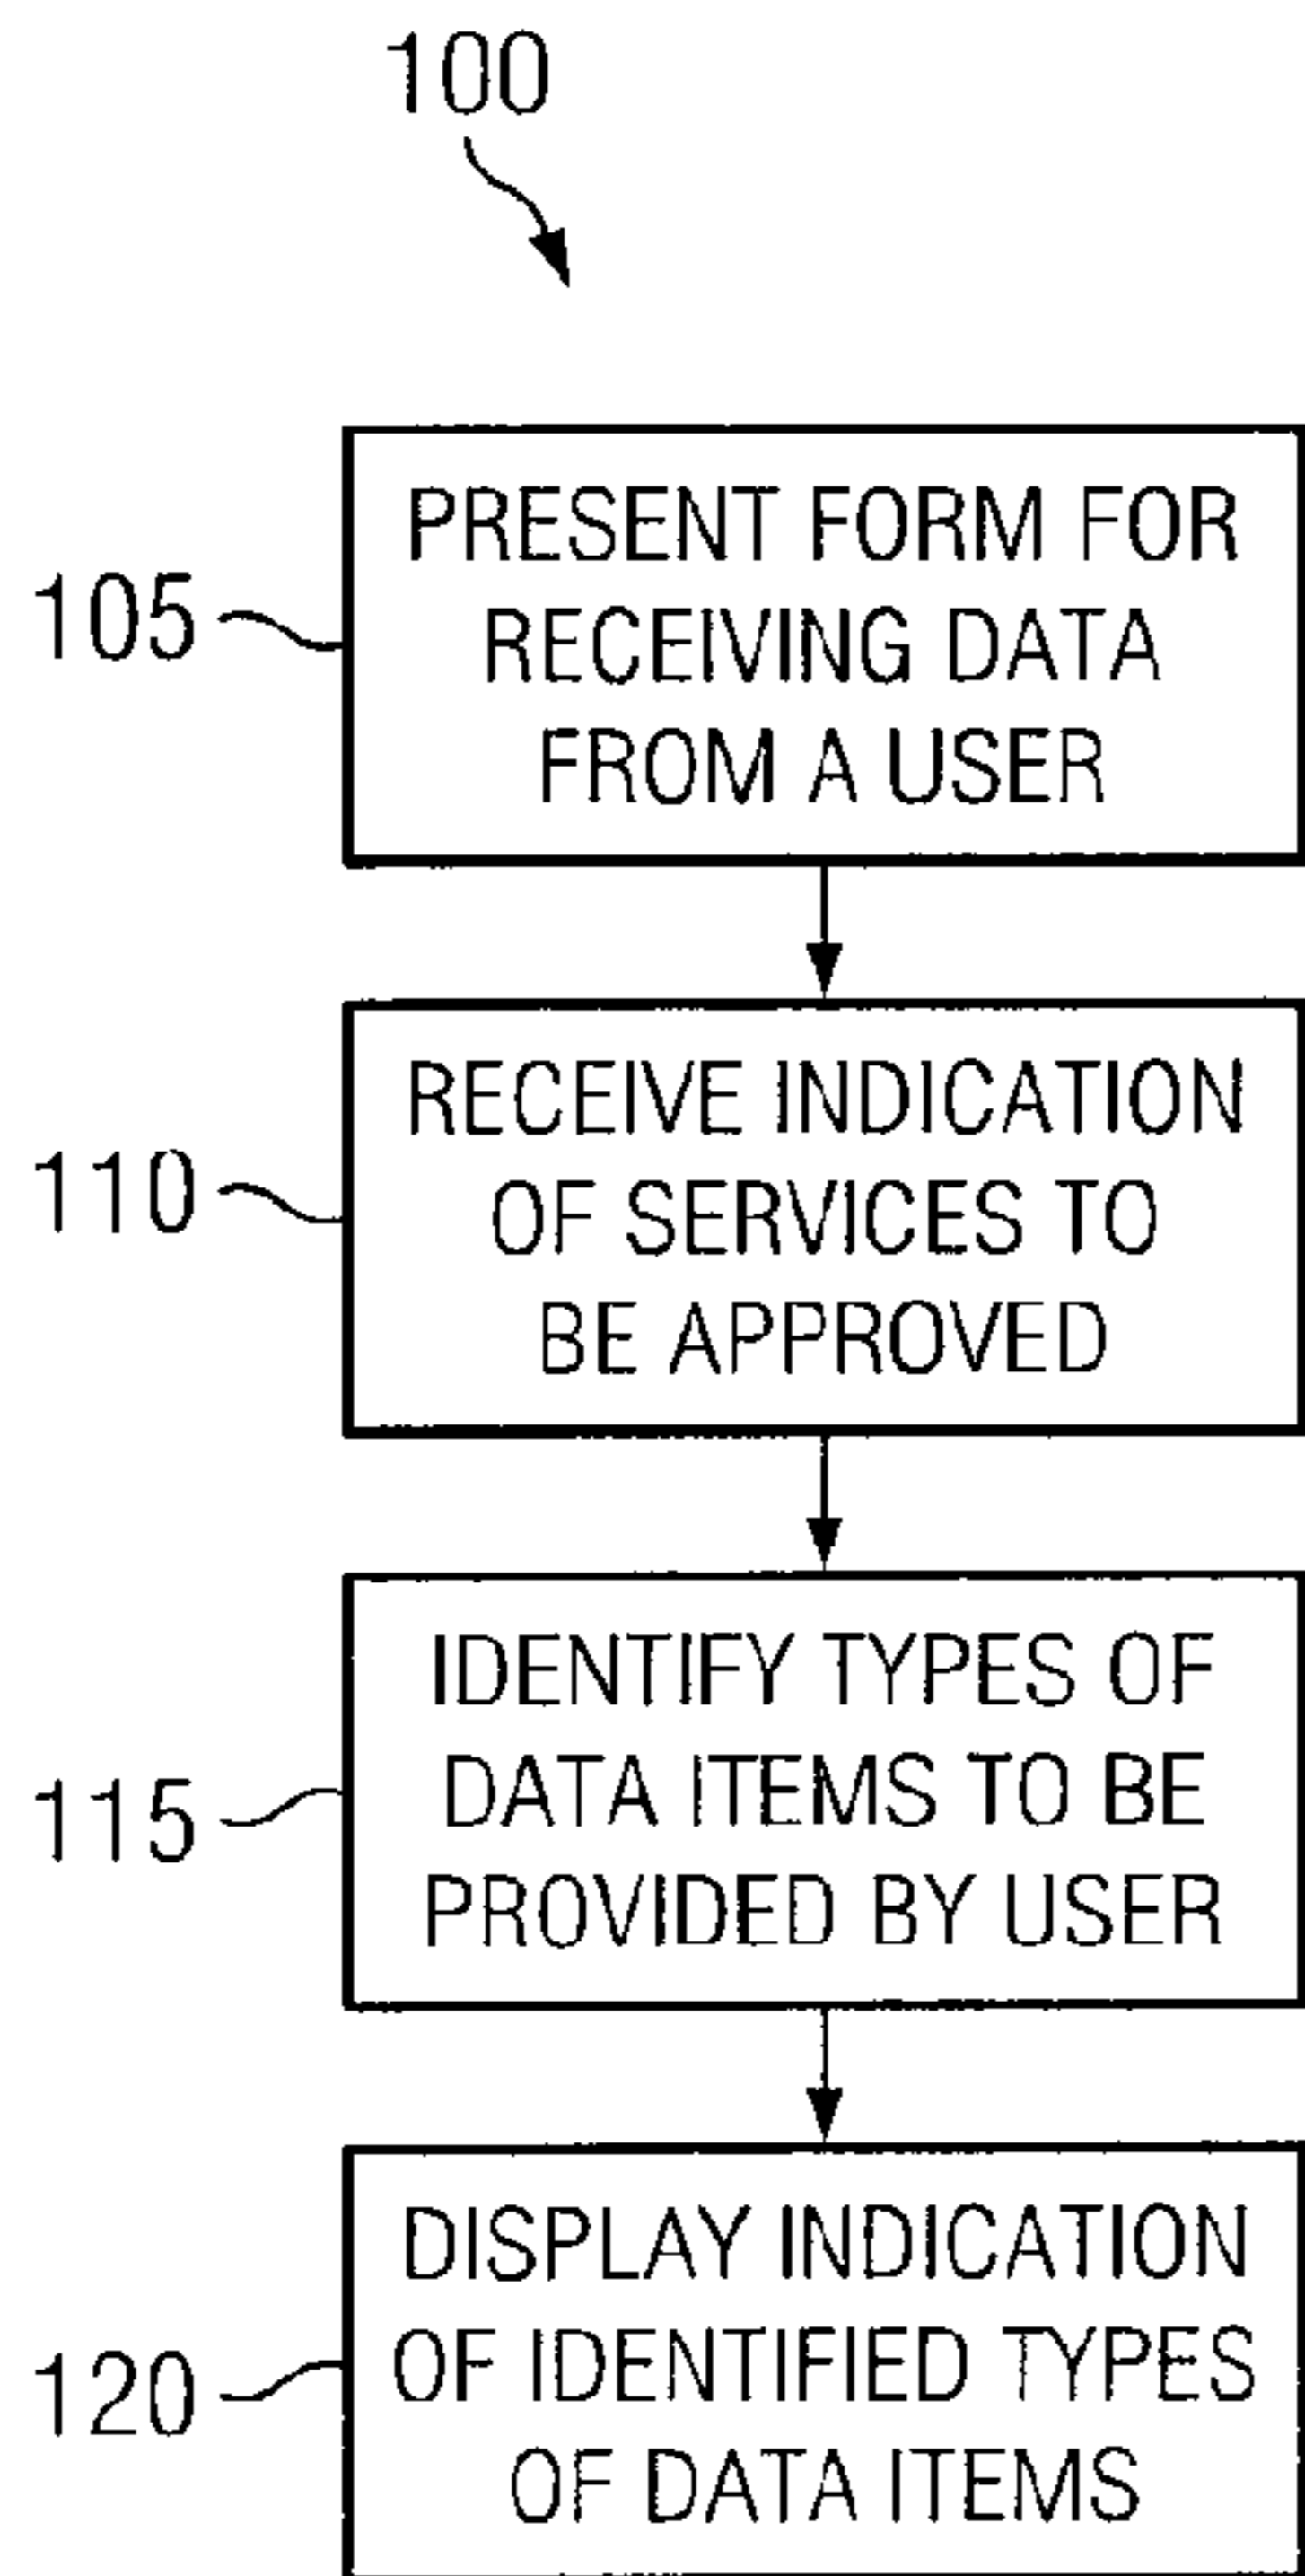 100
105
PRESENT FORM FOR
RECEIVING DATA
FROM A USER
110
RECEIVE INDICATION
OF SERVICES TO
BE APPROVED
115
IDENTIFY TYPES OF
DATA ITEMS TO BE
PROVIDED BY USER
120
DISPLAY INDICATION
OF IDENTIFIED TYPES
OF DATA ITEMS